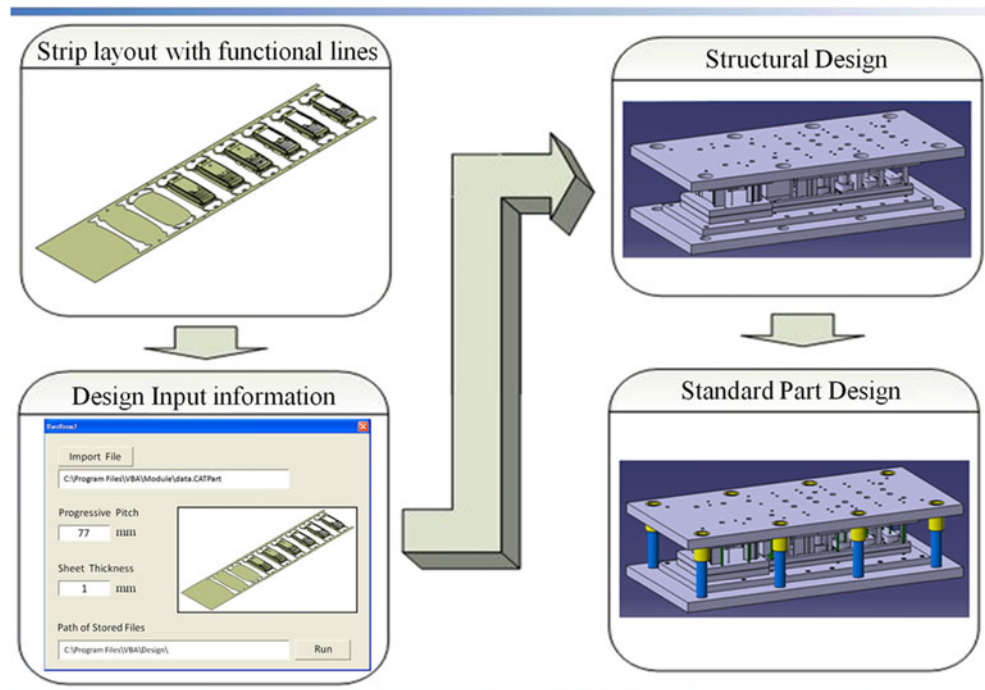 Strip layout with functional lines
Design Input information
UserForm1
Import File
C:\Program Files\VBA\Module\data.CATPart
Progressive Pitch
77 mm
Sheet Thickness
1 mm
Path of Stored Files
C:\Program Files\VBA\Design\
Run
Structural Design
Standard Part Design